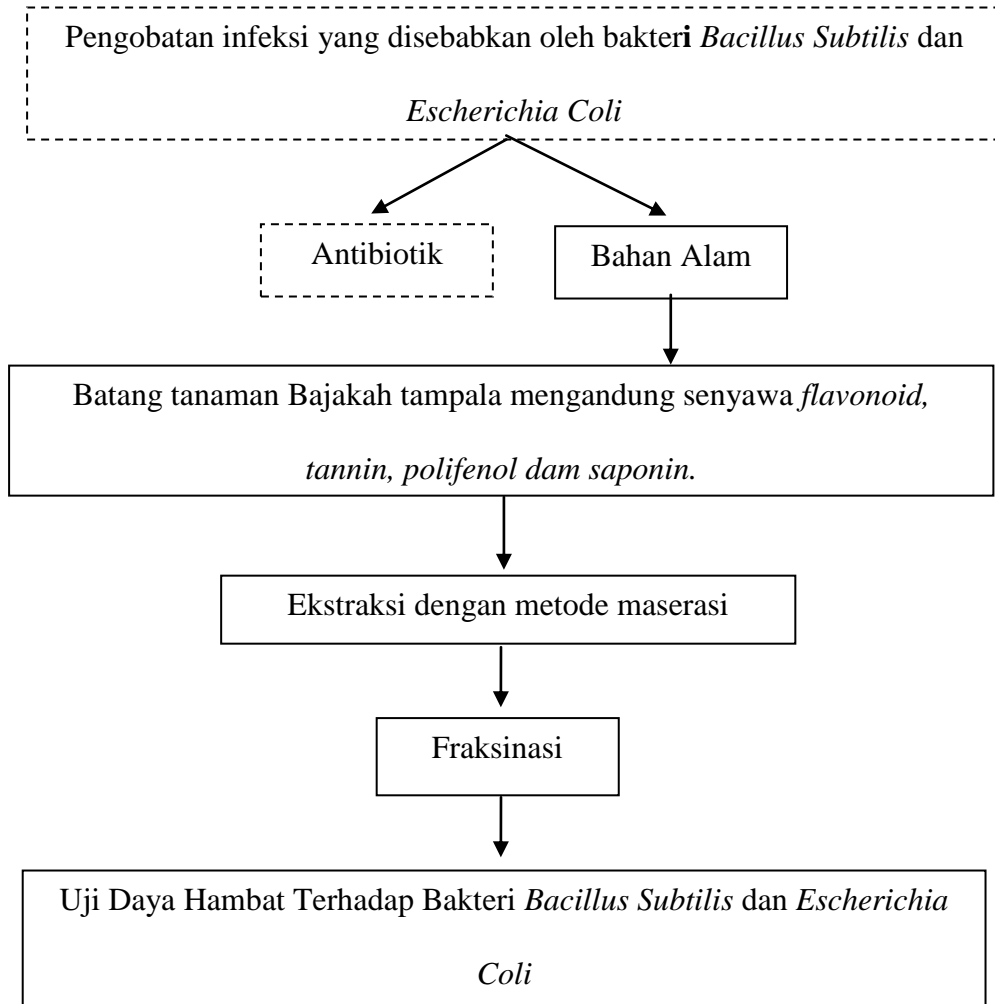 Pengobatan infeksi yang disebabkan oleh bakteri Bacillus Subtilis dan
Escherichia Coli
Antibiotik
Bahan Alam
Batang tanaman Bajakah tampala mengandung senyawa flavonoid,
tannin, polifenol dam saponin.
Ekstraksi dengan metode maserasi
Fraksinasi
Uji Daya Hambat Terhadap Bakteri Bacillus Subtilis dan Escherichia
Coli